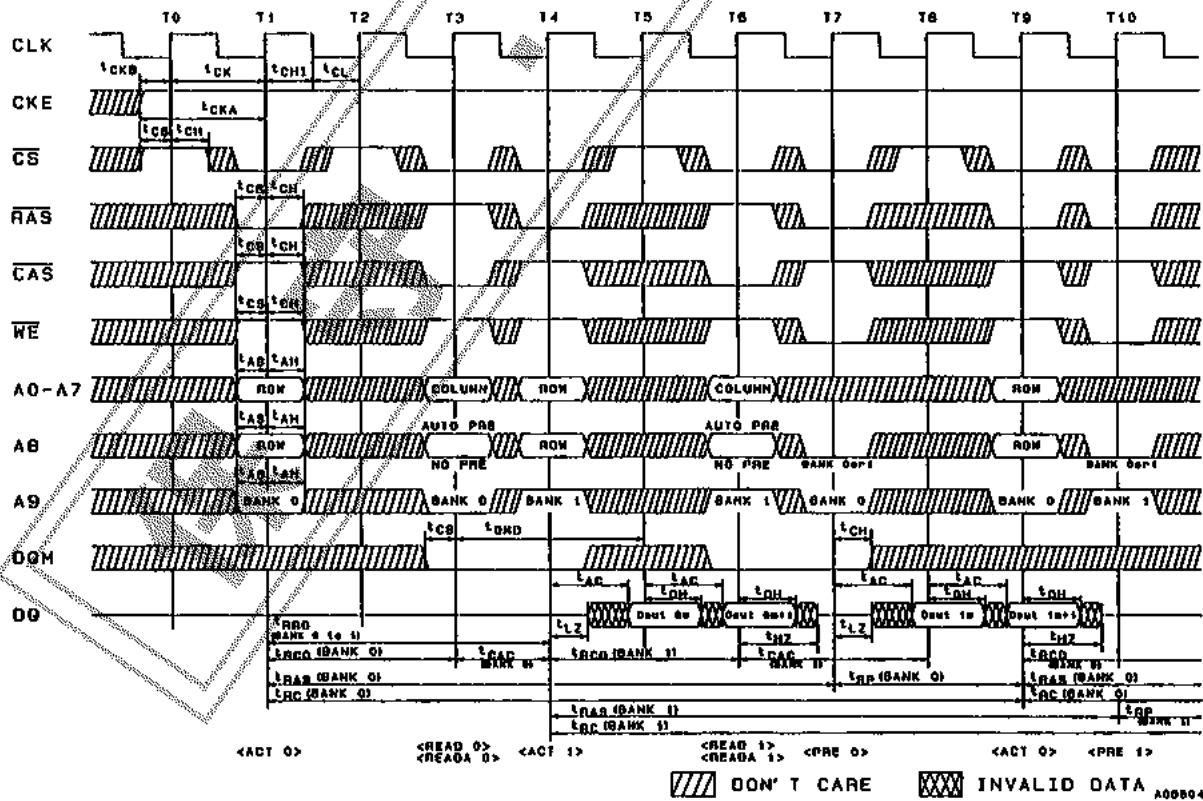 T0 T1 T2 T3 T4 T5 T6 T7 T8 T9 T10
CLK
tCKS tCK tCHI tCL
CKE
tCKA
tCS tCH
CS
tCS tCH
RAS
tCS tCH
CAS
tCS tCH
WE
tAS tAH
A0-A7 ROW COLUMN ROW COLUMN ROW
tAS tAH AUTO PRE AUTO PRE
A8 ROW ROW ROW
NO PRE NO PRE BANK 0or1 BANK 0or1
tAS tAH
A9 BANK 0 BANK 0 BANK 1 BANK 1 BANK 0 BANK 0 BANK 1
tCS tDMD tCH
DQM
tAC tAC tAC tAC
tOH tOH tOH tOH
DQ Dout 0m Dout 0m+1 Dout 1m Dout 1m+1
tRRD tLZ tHZ tLZ tHZ
(BANK 0 to 1)
tRCD (BANK 0) tCAC (BANK 0) tRCD (BANK 1) tCAC (BANK 1) tRCD (BANK 0)
tRAS (BANK 0) tRP (BANK 0) tRAS (BANK 0)
tRC (BANK 0) tRC (BANK 0)
tRAS (BANK 1) tRP (BANK 1)
tRC (BANK 1)
<ACT 0> <READ 0> <ACT 1> <READ 1> <PRE 0> <ACT 0> <PRE 1>
<READA 0> <READA 1>
DON'T CARE INVALID DATA